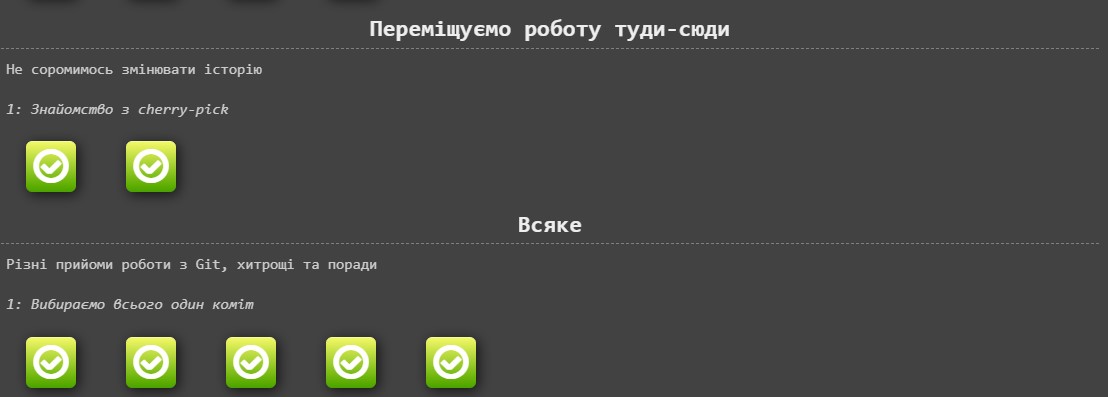 Переміщуємо роботу туди-сюди
Не соромимось змінювати історію
1: Знайомство з cherry-pick
Всяке
Різні прийоми роботи з Git, хитрощі та поради
1: Вибираємо всього один коміт